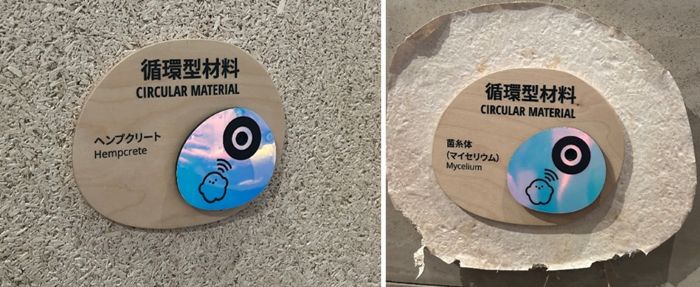 循環型材料
CIRCULAR MATERIAL
ヘンプクリート
Hempcrete
循環型材料
CIRCULAR MATERIAL
菌糸体
(マイセリウム)
Mycelium